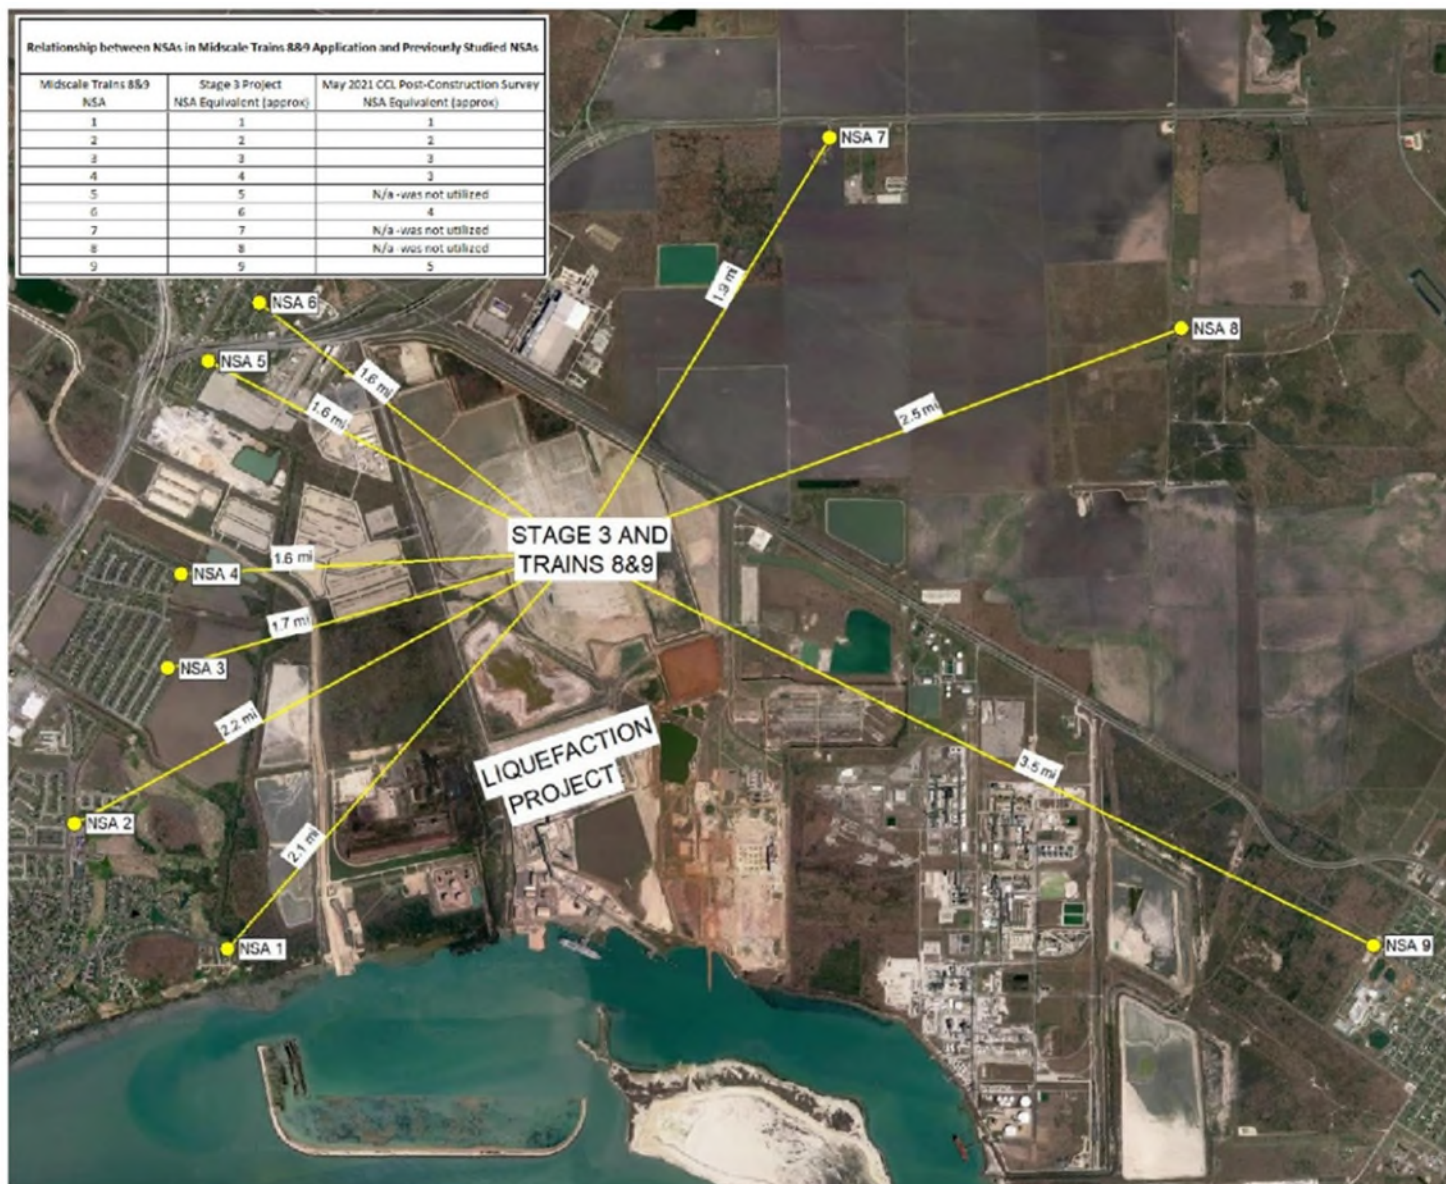 Relationship between NSAs in Midscale Trains 8&9 Application and Previously Studied NSAs
Midscale Trains 8&9 Stage 3 Project May 2021 CCL Post-Construction Survey
NSA NSA Equivalent (approx) NSA Equivalent (approx)
1 1 1
2 2 2
3 3 3
4 4 3
5 5 N/a -was not utilized
6 6 4
7 7 N/a -was not utilized
8 8 N/a -was not utilized
9 9 5
NSA 7
1.9 mi
NSA 6
NSA 8
NSA 5
1.6 mi
1.6 mi
2.5 mi
STAGE 3 AND
TRAINS 8&9
1.6 mi
NSA 4
1.7 mi
NSA 3
2.2 mi
LIQUEFACTION
PROJECT
3.5 mi
NSA 2
2.1 mi
NSA 1
NSA 9